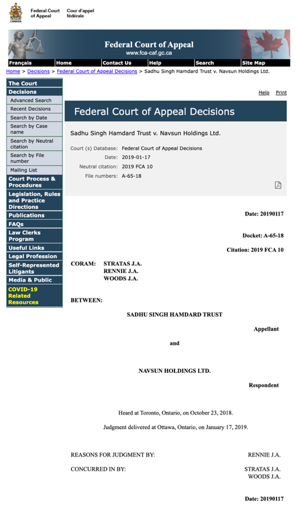 Federal Court of Appeal
Cour d'appel fédérale
Federal Court of Appeal
www.fca-caf.gc.ca
Français Home Contact Us Help Search Site Map
Home > Decisions > Federal Court of Appeal Decisions > Sadhu Singh Hamdard Trust v. Navsun Holdings Ltd.
The Court
Decisions
Advanced Search
Recent Decisions
Search by Date
Search by Case name
Search by Neutral citation
Search by File number
Mailing List
Court Process & Procedures
Legislation, Rules and Practice Directions
Publications
FAQs
Law Clerks Program
Useful Links
Legal Profession
Self-Represented Litigants
Media & Public
COVID-19 Related Resources
Help Print
Federal Court of Appeal Decisions
Sadhu Singh Hamdard Trust v. Navsun Holdings Ltd.
Court (s) Database: Federal Court of Appeal Decisions
Date: 2019-01-17
Neutral citation: 2019 FCA 10
File numbers: A-65-18
Date: 20190117
Docket: A-65-18
Citation: 2019 FCA 10
CORAM: STRATAS J.A.
RENNIE J.A.
WOODS J.A.
BETWEEN:
SADHU SINGH HAMDARD TRUST
Appellant
and
NAVSUN HOLDINGS LTD.
Respondent
Heard at Toronto, Ontario, on October 23, 2018.
Judgment delivered at Ottawa, Ontario, on January 17, 2019.
REASONS FOR JUDGMENT BY: RENNIE J.A.
CONCURRED IN BY: STRATAS J.A.
WOODS J.A.
Date: 20190117